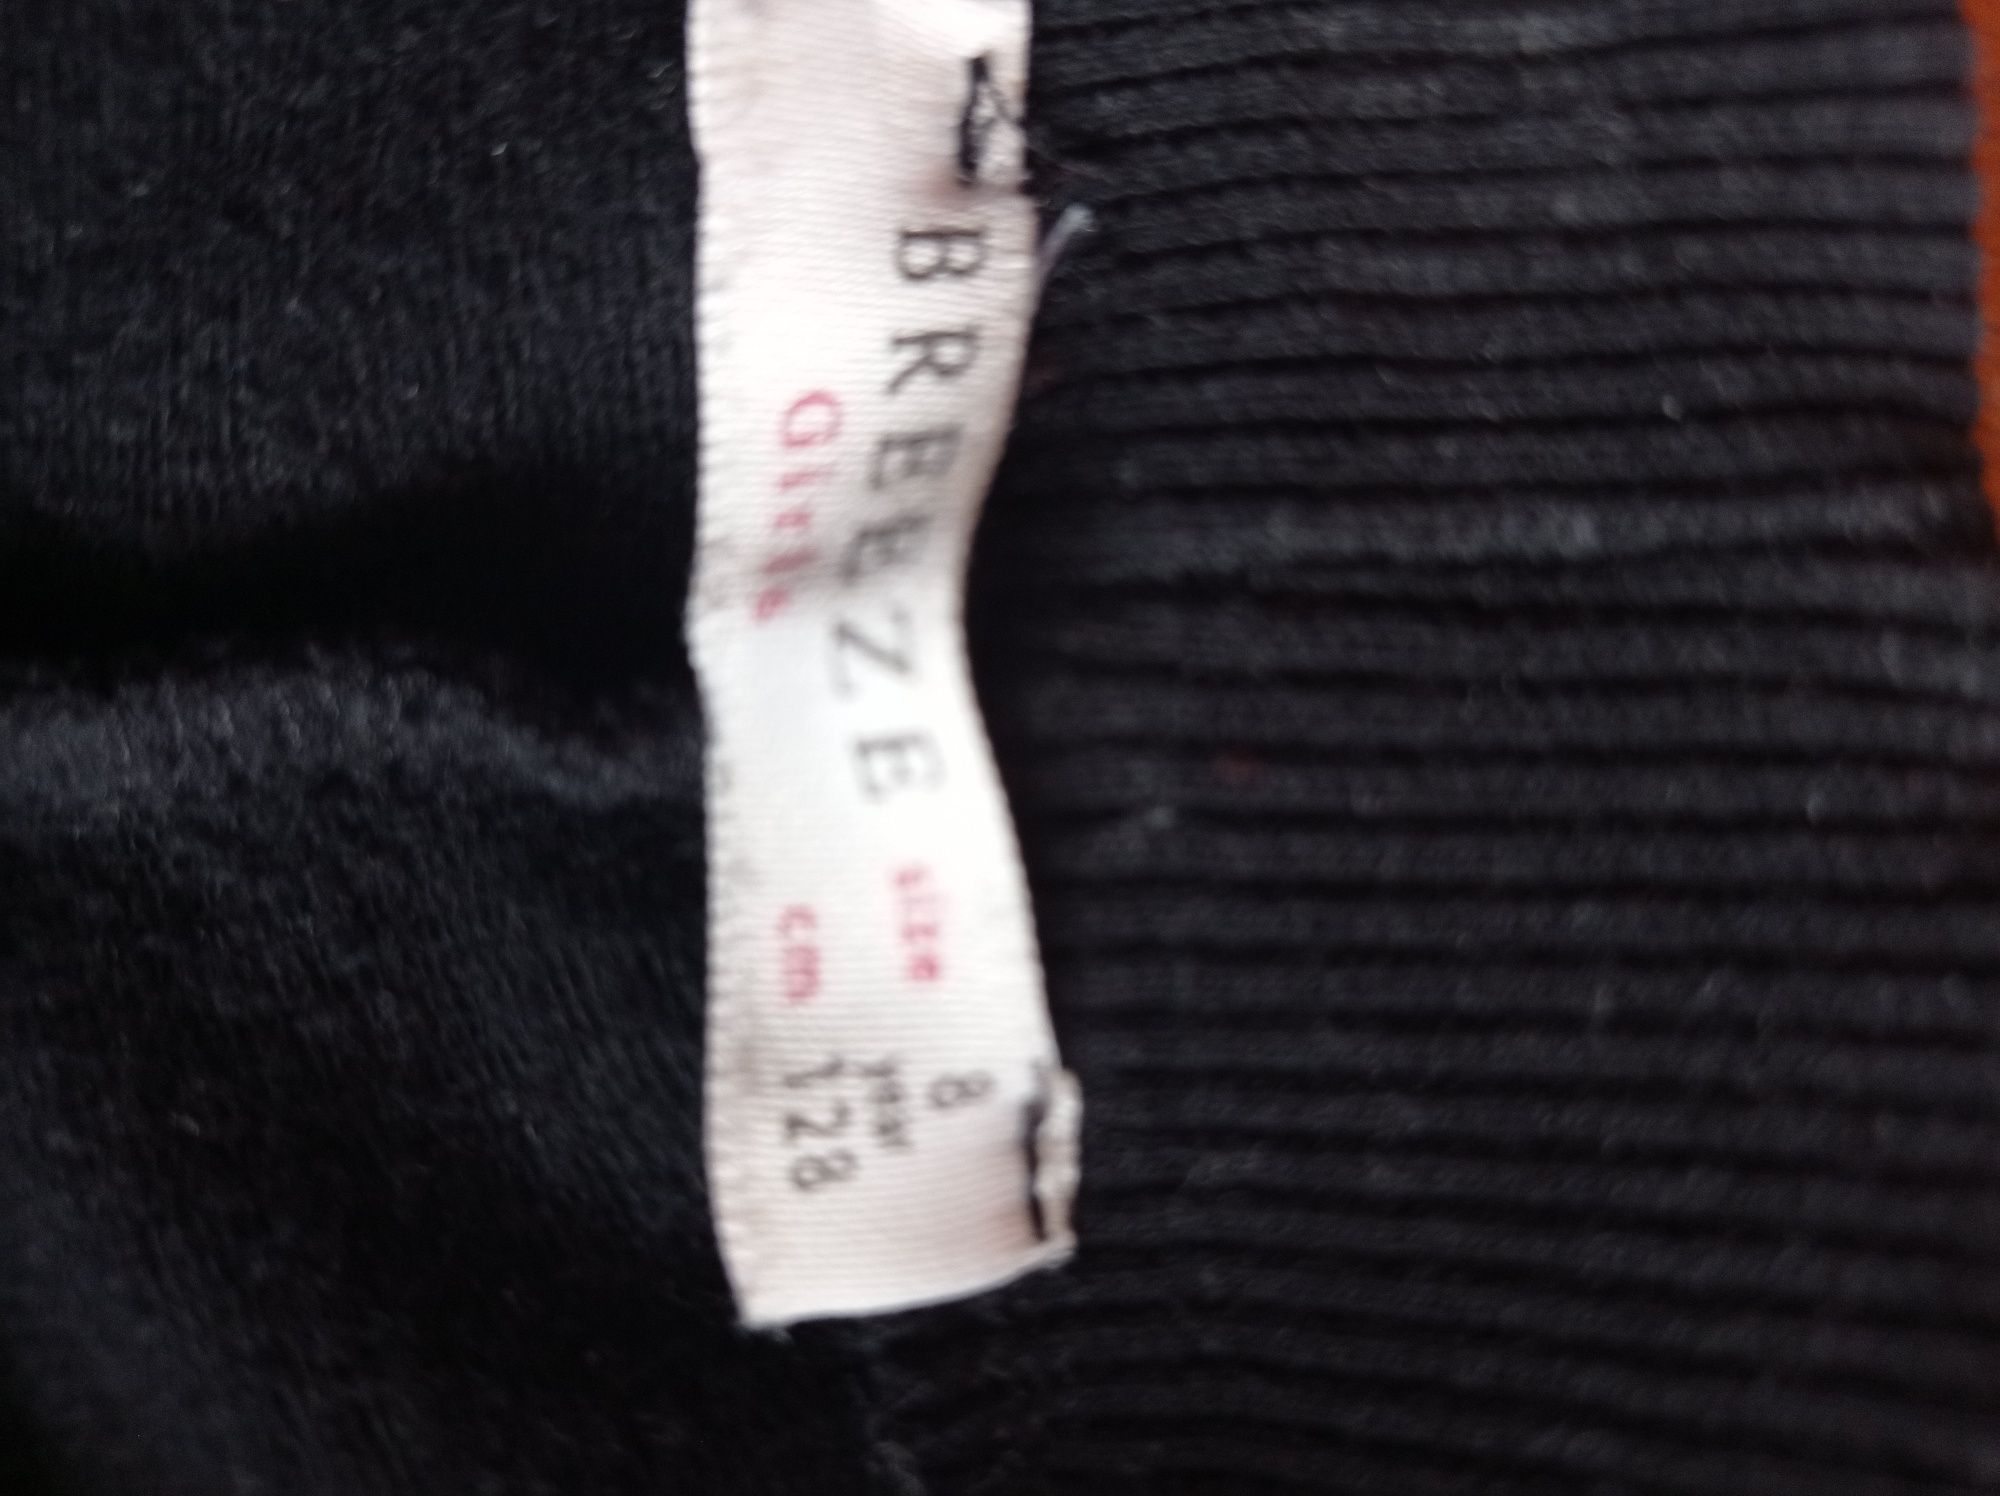 BREEZE
Girls
size 8
year
cm 128